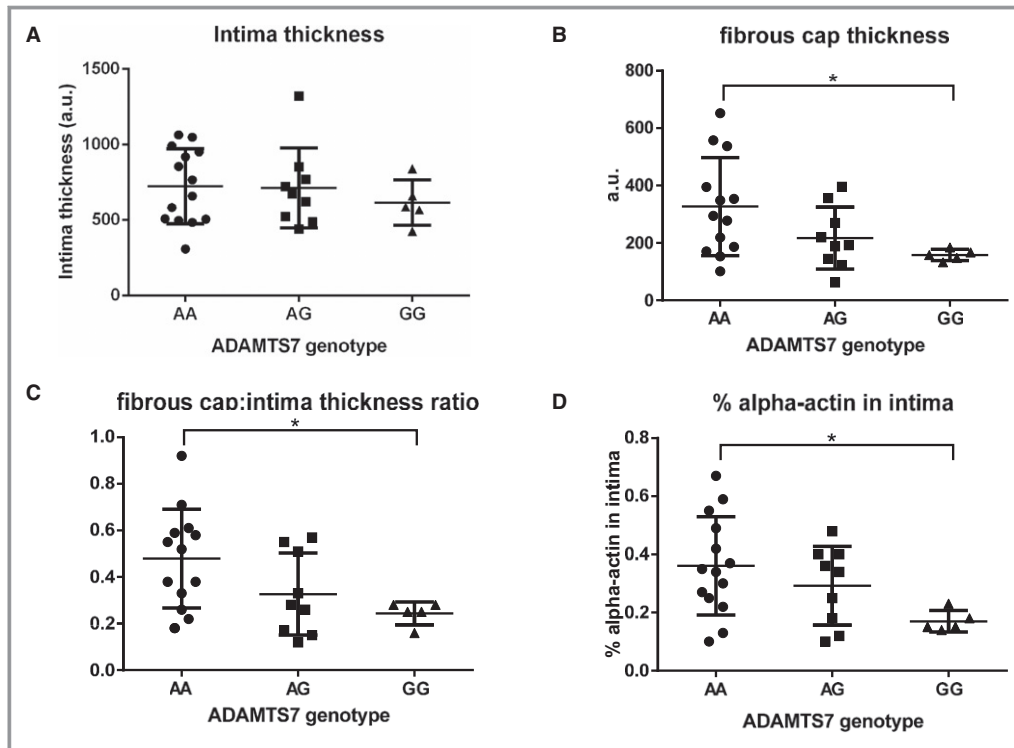 A
Intima thickness
Intima thickness (a.u.)
1500
1000
500
0
AA AG GG
ADAMTS7 genotype
B
fibrous cap thickness
*
a.u.
800
600
400
200
0
AA AG GG
ADAMTS7 genotype
C
fibrous cap:intima thickness ratio
*
1.0
0.8
0.6
0.4
0.2
0.0
AA AG GG
ADAMTS7 genotype
D
% alpha-actin in intima
*
% alpha-actin in intima
0.8
0.6
0.4
0.2
0.0
AA AG GG
ADAMTS7 genotype